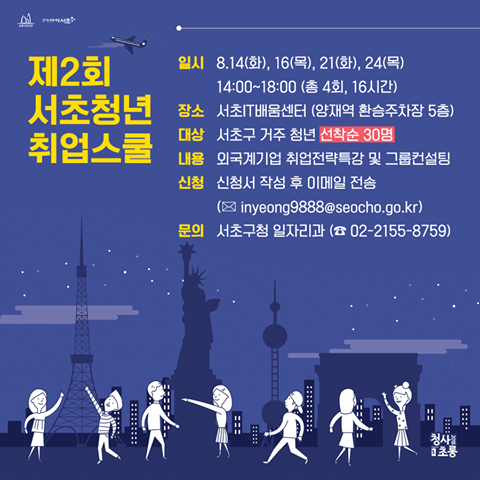 제2회
서초청년
취업스쿨
일시 8.14(화), 16(목), 21(화), 24(목)
14:00~18:00 (총 4회, 16시간)
장소 서초IT배움센터 (양재역 환승주차장 5층)
대상 서초구 거주 청년 선착순 30명
내용 외국계기업 취업전략특강 및 그룹컨설팅
신청 신청서 작성 후 이메일 전송
(✉ inyeong9888@seocho.go.kr)
문의 서초구청 일자리과 (☎ 02-2155-8759)
청사
초롱